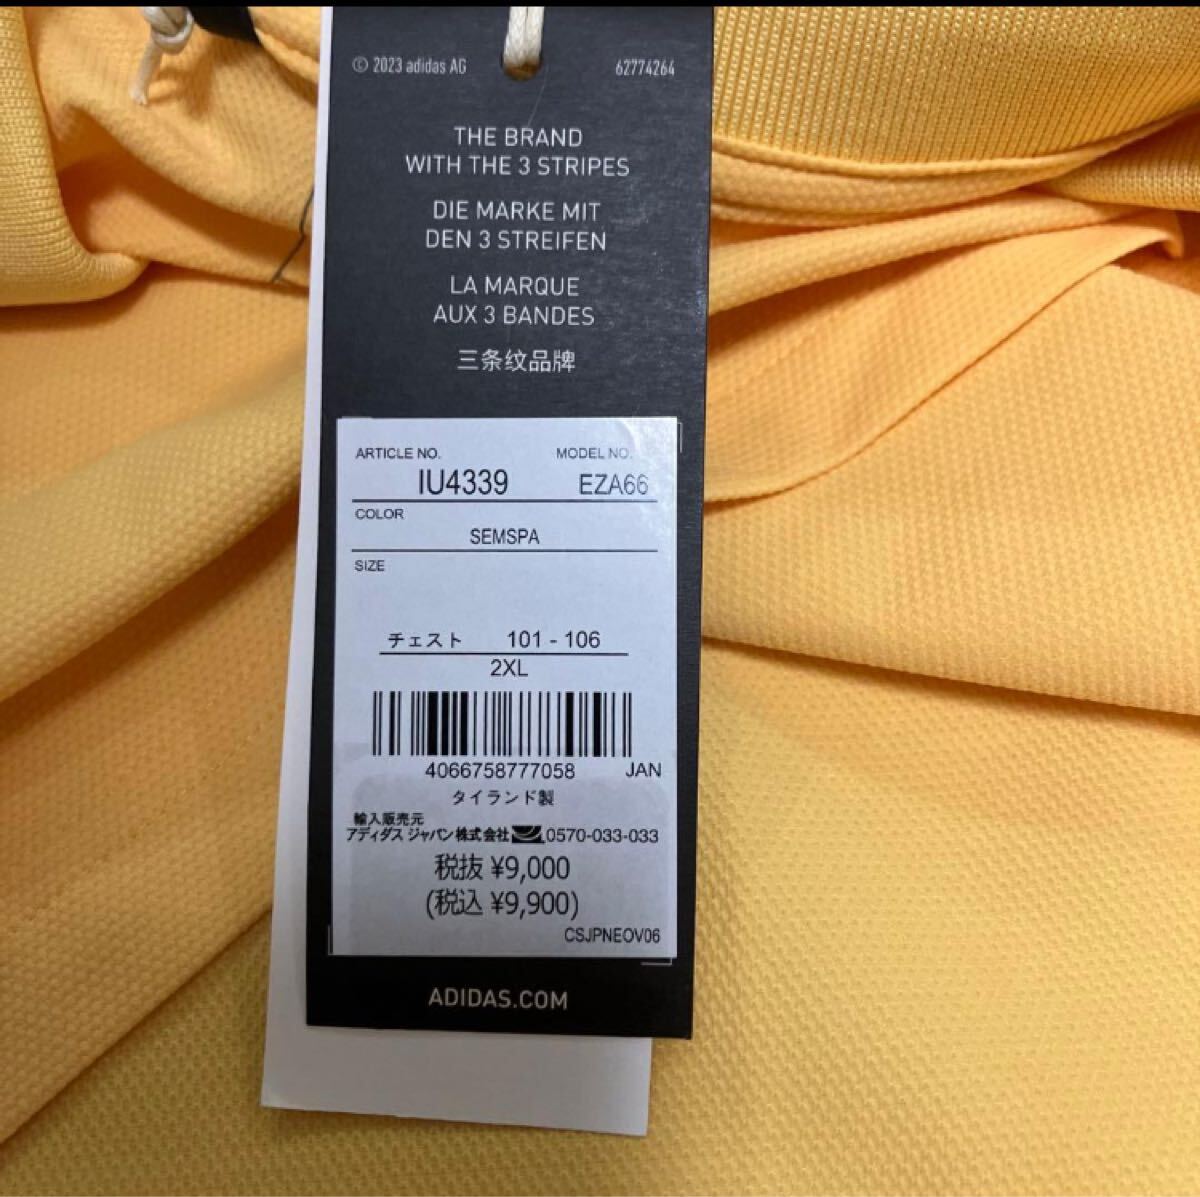 © 2023 adidas AG 62774264
THE BRAND
WITH THE 3 STRIPES
DIE MARKE MIT
DEN 3 STREIFEN
LA MARQUE
AUX 3 BANDES
三条纹品牌
ARTICLE NO. MODEL NO.
IU4339 EZA66
COLOR
SEMSPA
SIZE
チェスト 101 - 106
2XL
4066758777058 JAN
タイランド製
輸入販売元
アディダス ジャパン株式会社 0570-033-033
税抜 ¥9,000
(税込 ¥9,900)
CSJPNEOV06
ADIDAS.COM